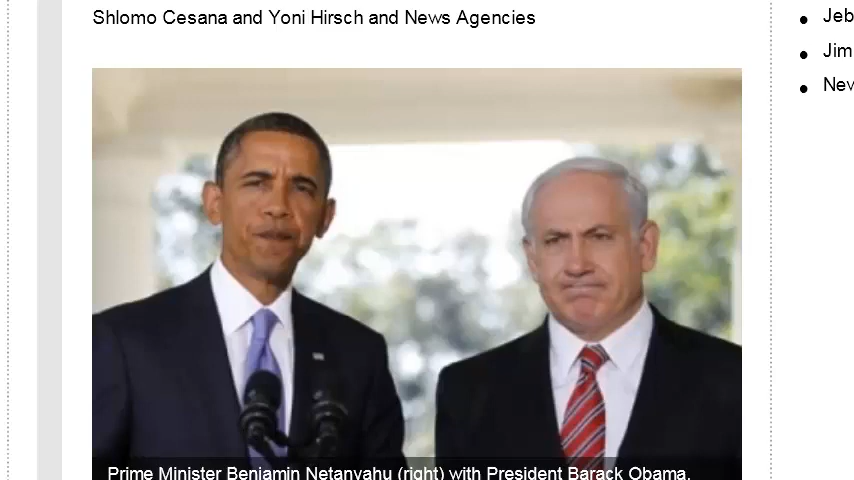 Shlomo Cesana and Yoni Hirsch and News Agencies
Jeb
Jim
Nev
Prime Minister Benjamin Netanyahu (right) with President Barack Obama.